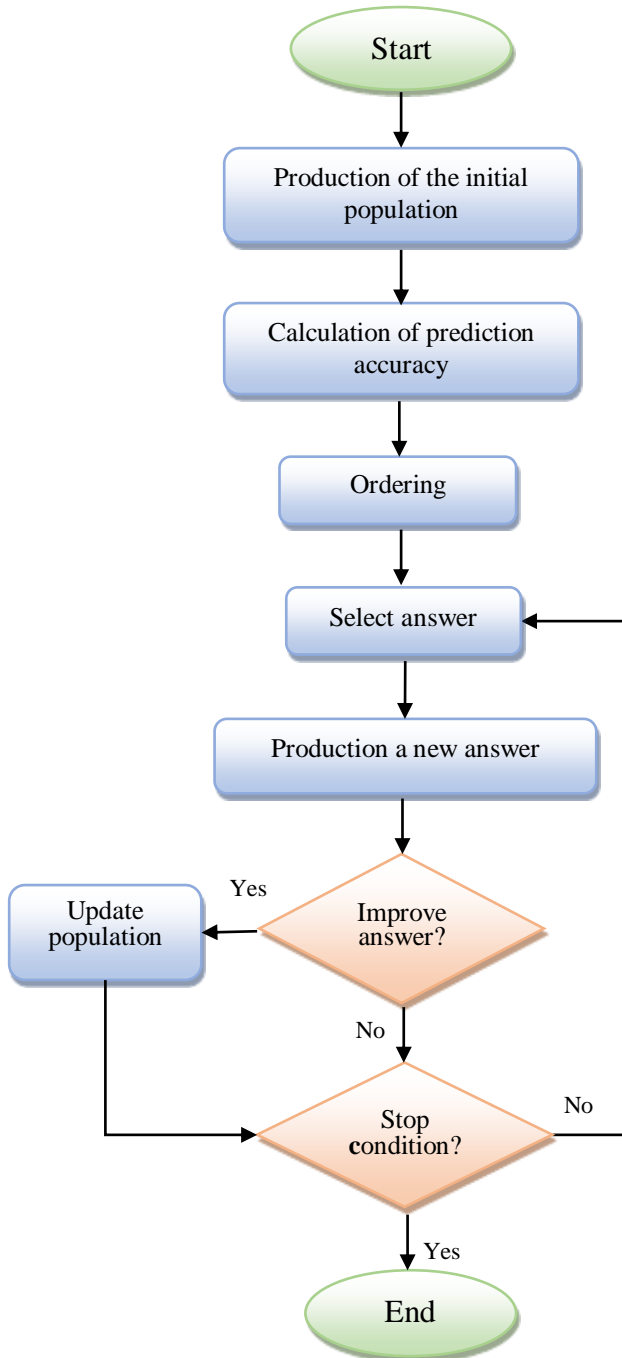 Start
Production of the initial
population
Calculation of prediction
accuracy
Ordering
Select answer
Production a new answer
Improve
answer?
Yes
Update
population
No
Stop
condition?
No
Yes
End